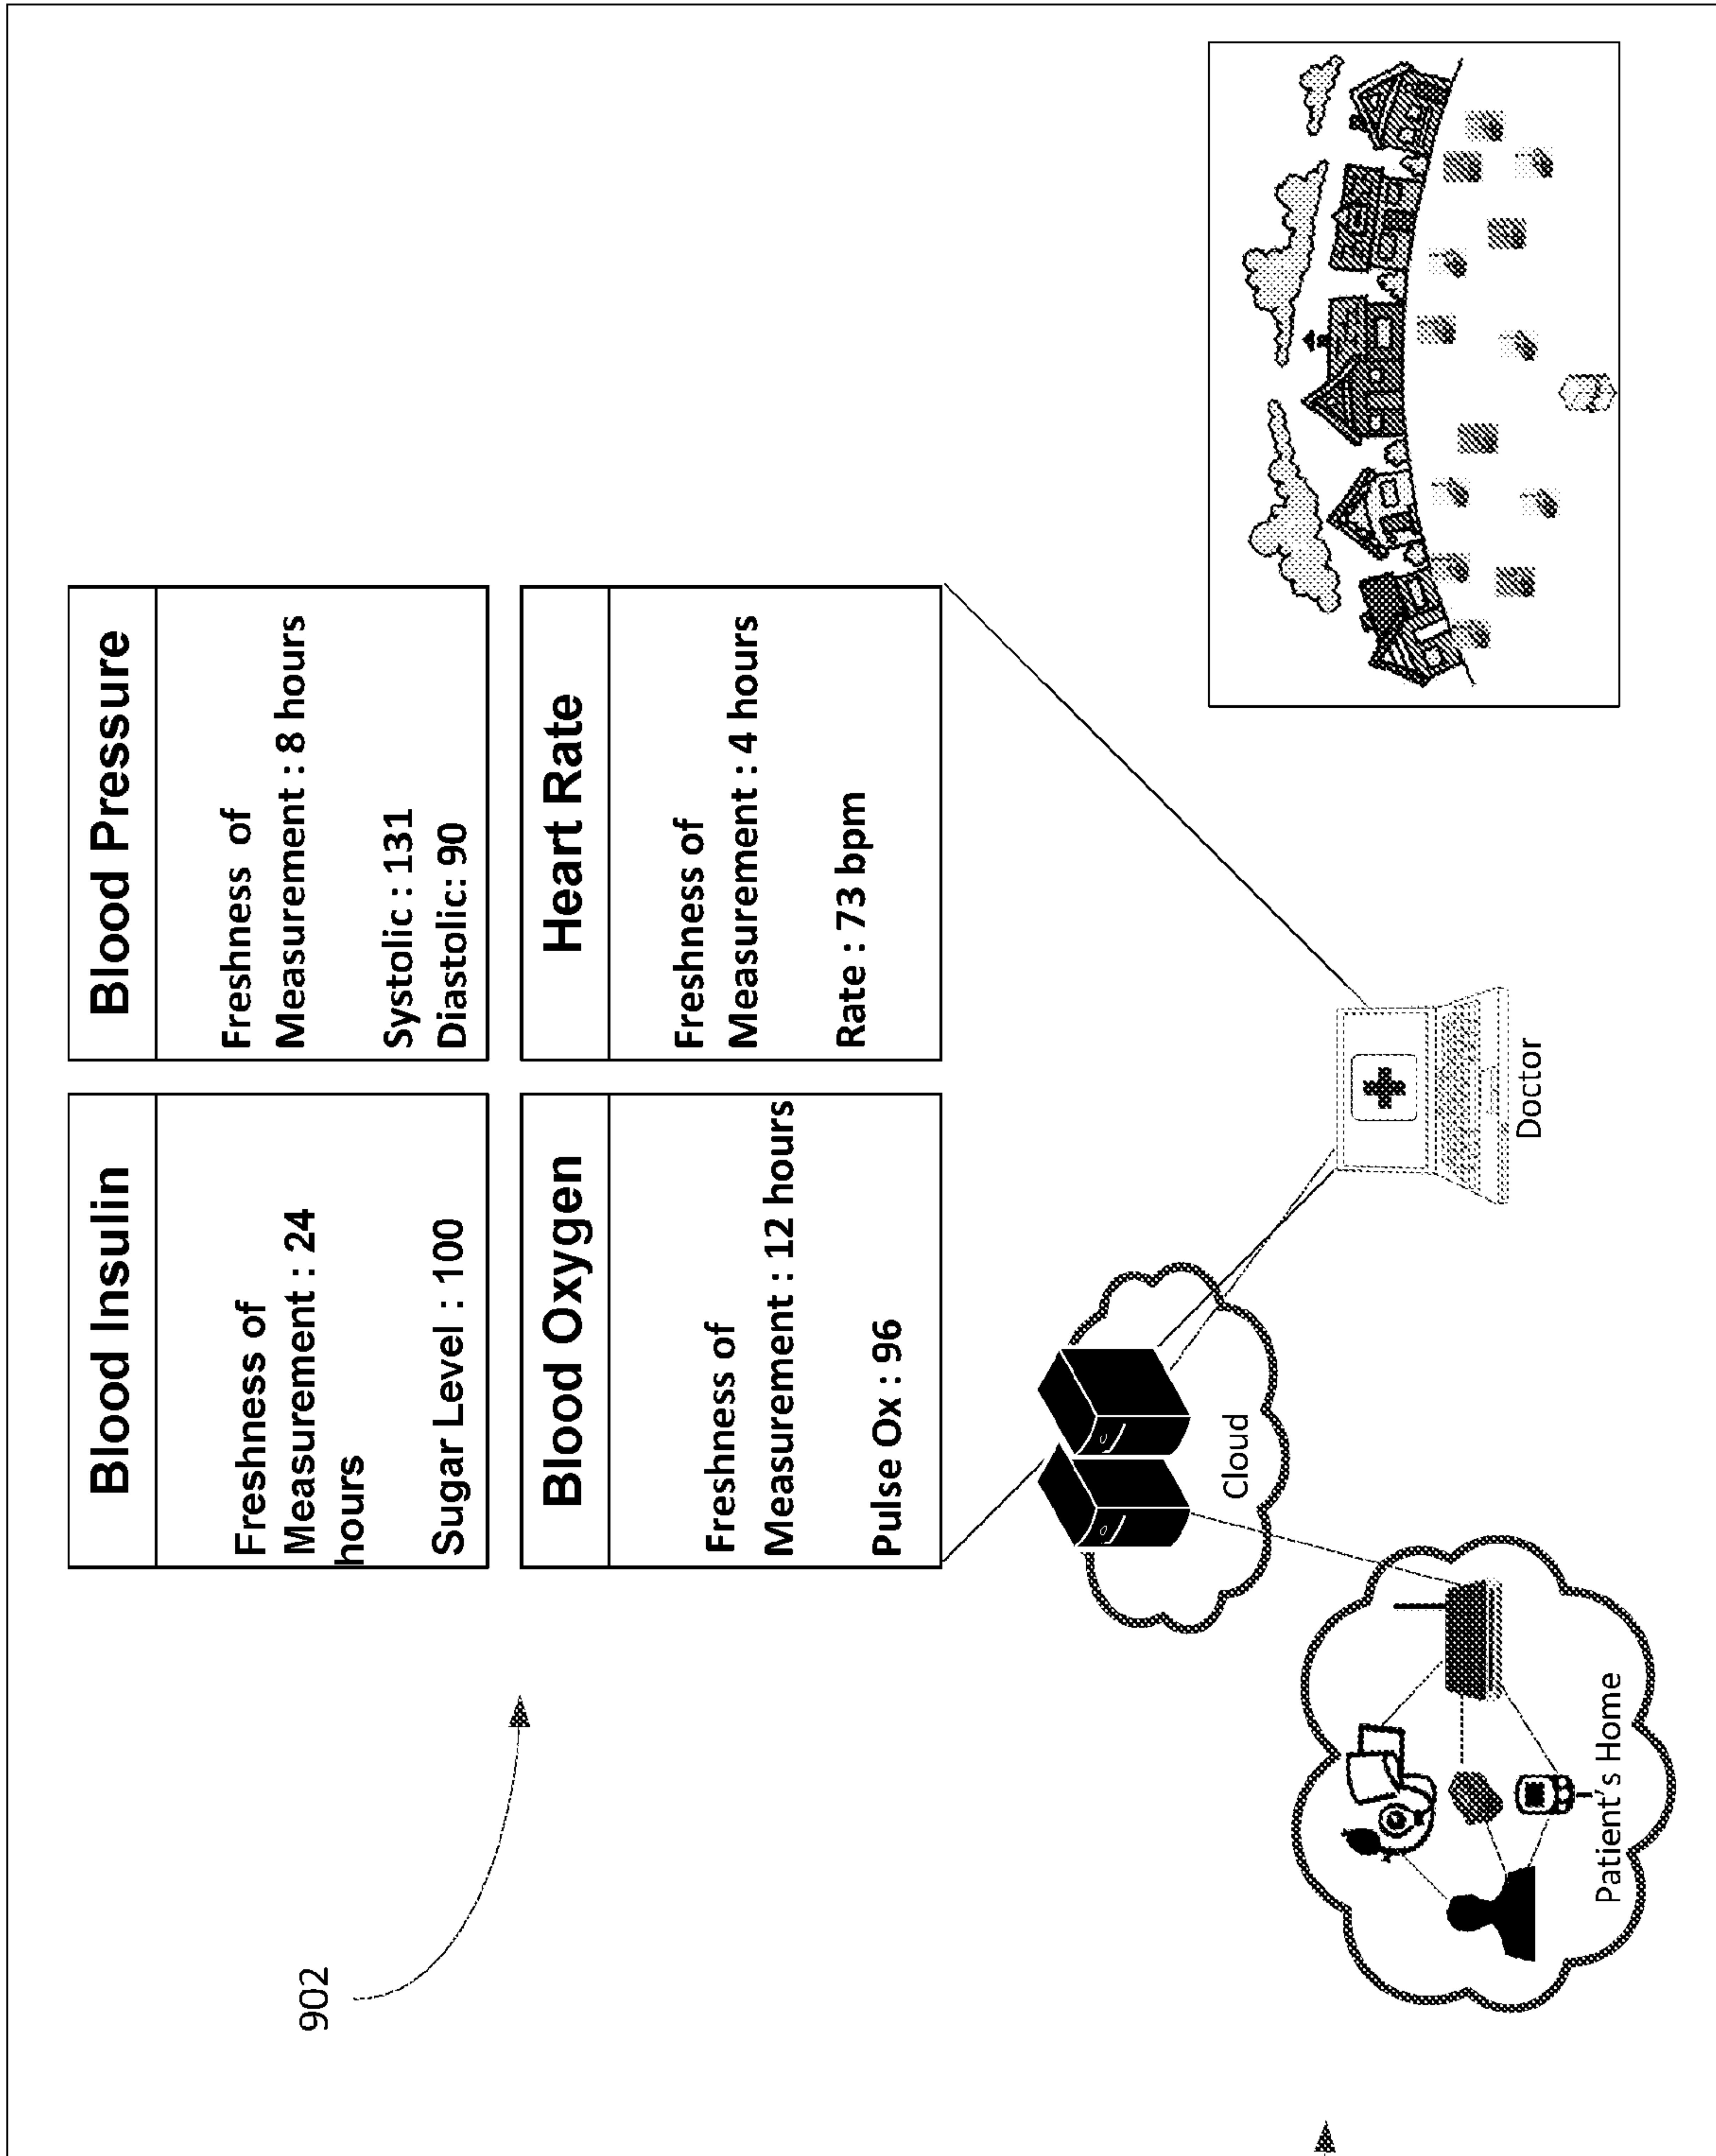 902
Blood Insulin
Freshness of
Measurement : 24
hours
Sugar Level : 100
Blood Pressure
Freshness of
Measurement : 8 hours
Systolic : 131
Diastolic: 90
Blood Oxygen
Freshness of
Measurement : 12 hours
Pulse Ox : 96
Heart Rate
Freshness of
Measurement : 4 hours
Rate : 73 bpm
Cloud
Doctor
Patient's Home